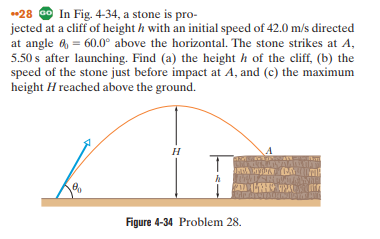 ••28 GO In Fig. 4-34, a stone is pro-
jected at a cliff of height h with an initial speed of 42.0 m/s directed
at angle θ₀ = 60.0° above the horizontal. The stone strikes at A,
5.50 s after launching. Find (a) the height h of the cliff, (b) the
speed of the stone just before impact at A, and (c) the maximum
height H reached above the ground.
H
A
h
θ₀
Figure 4-34 Problem 28.